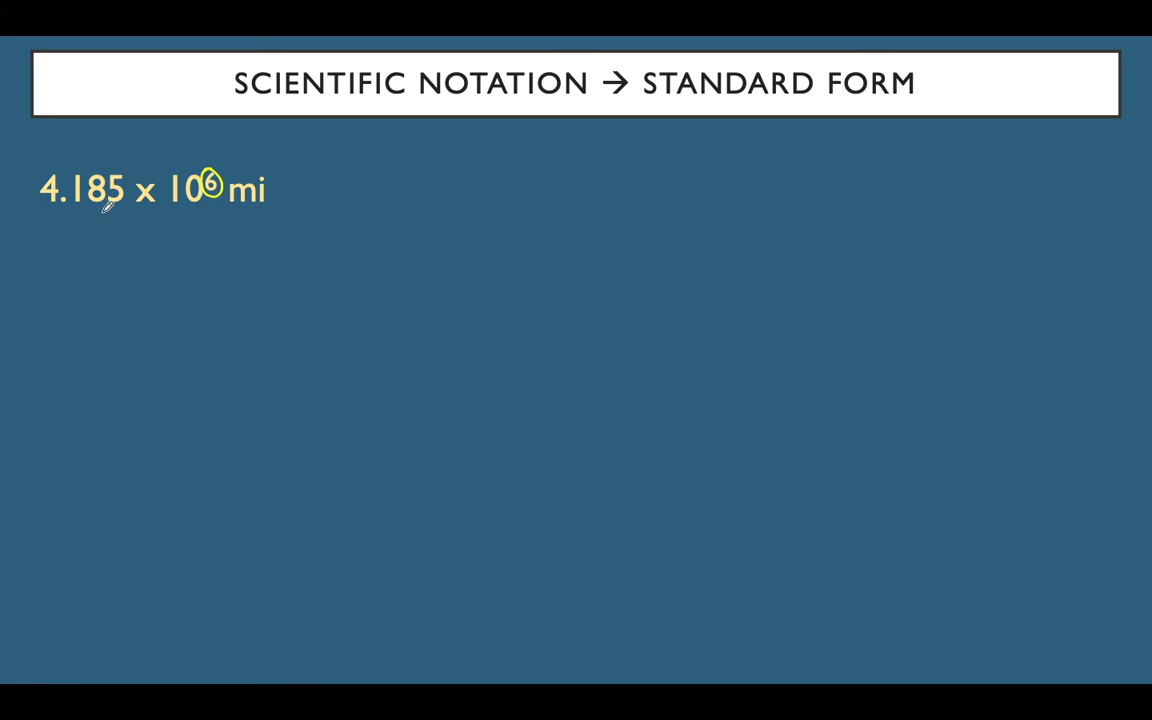 SCIENTIFIC NOTATION → STANDARD FORM
4.185 x 10⁶ mi